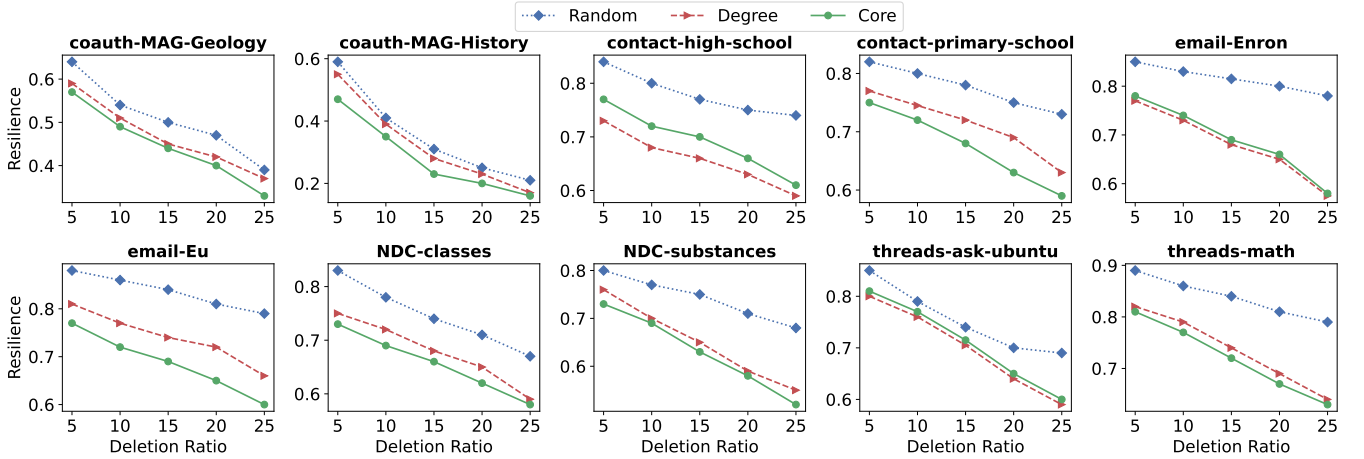 Random Degree Core
coauth-MAG-Geology coauth-MAG-History contact-high-school contact-primary-school email-Enron
Resilience
0.6
0.5
0.4
5 10 15 20 25
0.6
0.4
0.2
5 10 15 20 25
0.8
0.7
0.6
5 10 15 20 25
0.8
0.7
0.6
5 10 15 20 25
0.8
0.7
0.6
5 10 15 20 25
email-Eu NDC-classes NDC-substances threads-ask-ubuntu threads-math
Resilience
0.8
0.7
0.6
5 10 15 20 25
Deletion Ratio
0.8
0.7
0.6
5 10 15 20 25
Deletion Ratio
0.8
0.7
0.6
5 10 15 20 25
Deletion Ratio
0.8
0.7
0.6
5 10 15 20 25
Deletion Ratio
0.9
0.8
0.7
5 10 15 20 25
Deletion Ratio